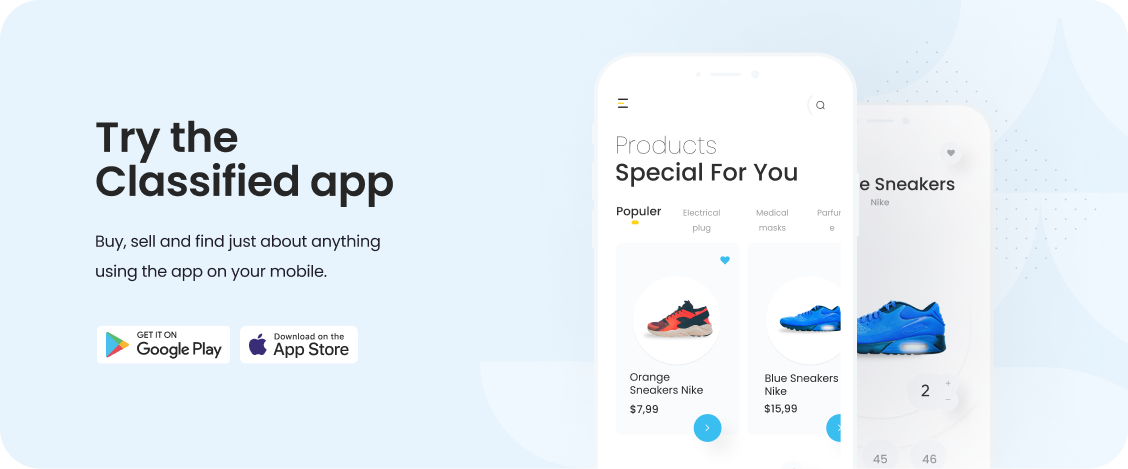 Try the
Classified app
Buy, sell and find just about anything
using the app on your mobile.
GET IT ON
Google Play
Download on the
App Store
Products
Special For You
Populer
Electrical
plug
Medical
masks
Parfum
e
Orange
Sneakers Nike
$7,99
Blue Sneakers
Nike
$15,99
e Sneakers
Nike
2
+
−
45
46